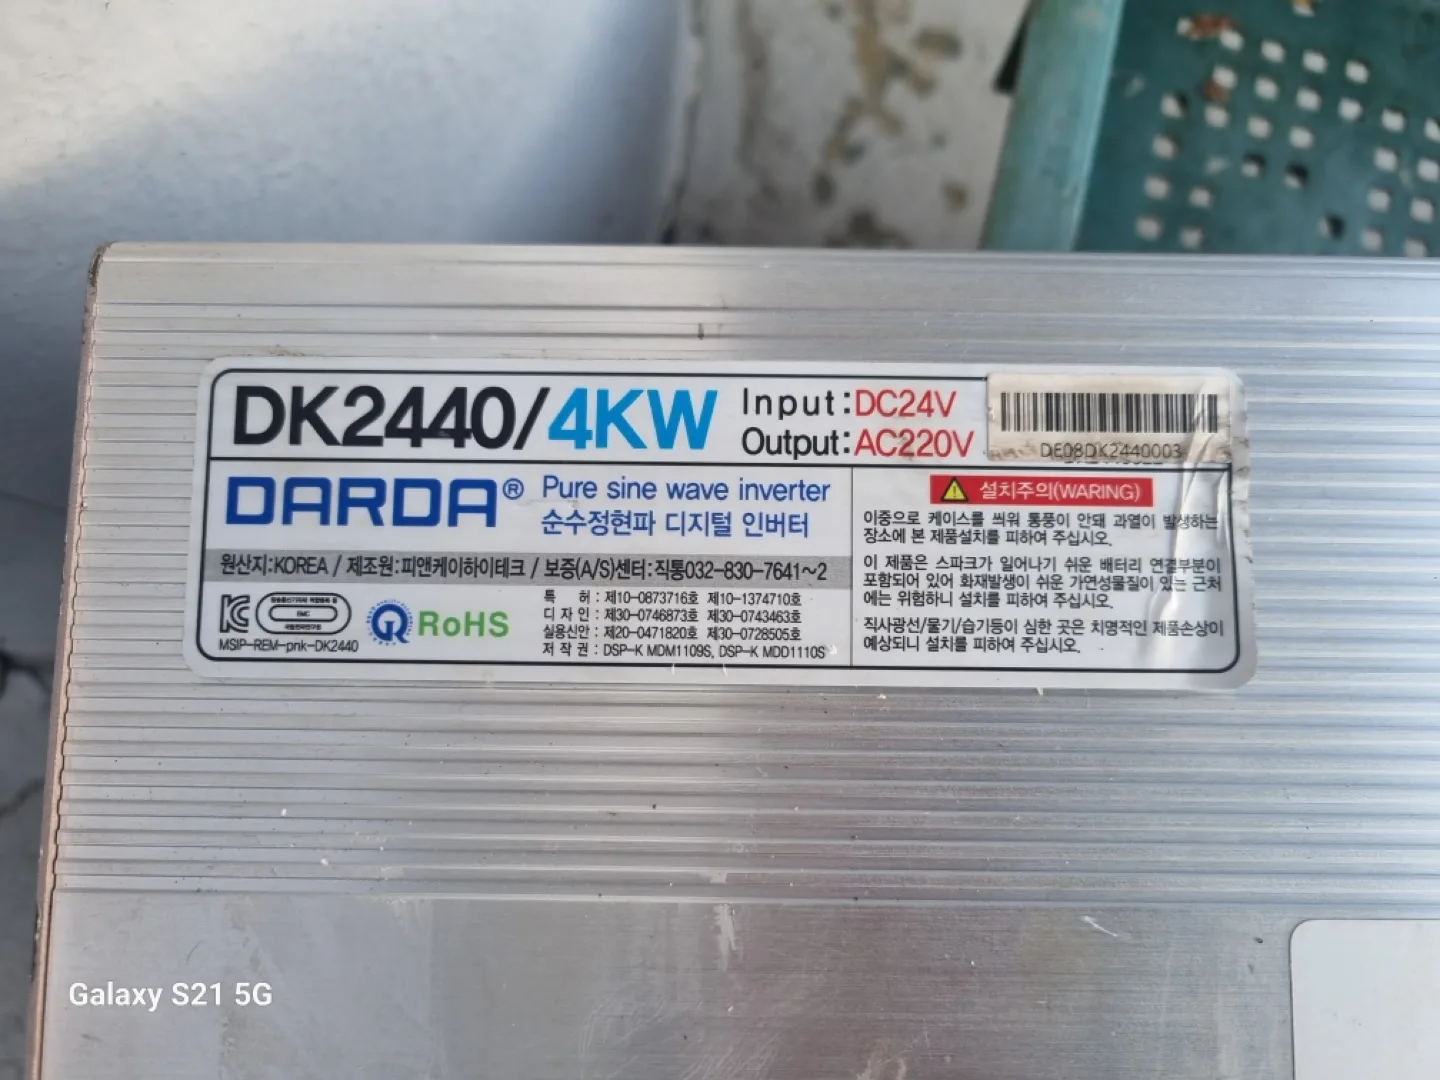 DK2440/4KW
Input:DC24V
Output:AC220V
DE08DK2440003
DARDA®
Pure sine wave inverter
순수정현파 디지털 인버터
원산지:KOREA / 제조원:피앤케이하이테크 / 보증(A/S)센터:직통032-830-7641~2
EMC
MSIP-REM-pnk-DK2440
RoHS
특 허 : 제10-0873716호 제10-1374710호
디 자 인 : 제30-0746873호 제30-0743463호
실용신안 : 제20-0471820호 제30-0728505호
저 작 권 : DSP-K MDM1109S, DSP-K MDD1110S
설치주의(WARING)
이중으로 케이스를 씌워 통풍이 안돼 과열이 발생하는
장소에 본 제품설치를 피하여 주십시오.
이 제품은 스파크가 일어나기 쉬운 배터리 연결부분이
포함되어 있어 화재발생이 쉬운 가연성물질이 있는 근처
에는 위험하니 설치를 피하여 주십시오.
직사광선/물기/습기등이 심한 곳은 치명적인 제품손상이
예상되니 설치를 피하여 주십시오.
Galaxy S21 5G